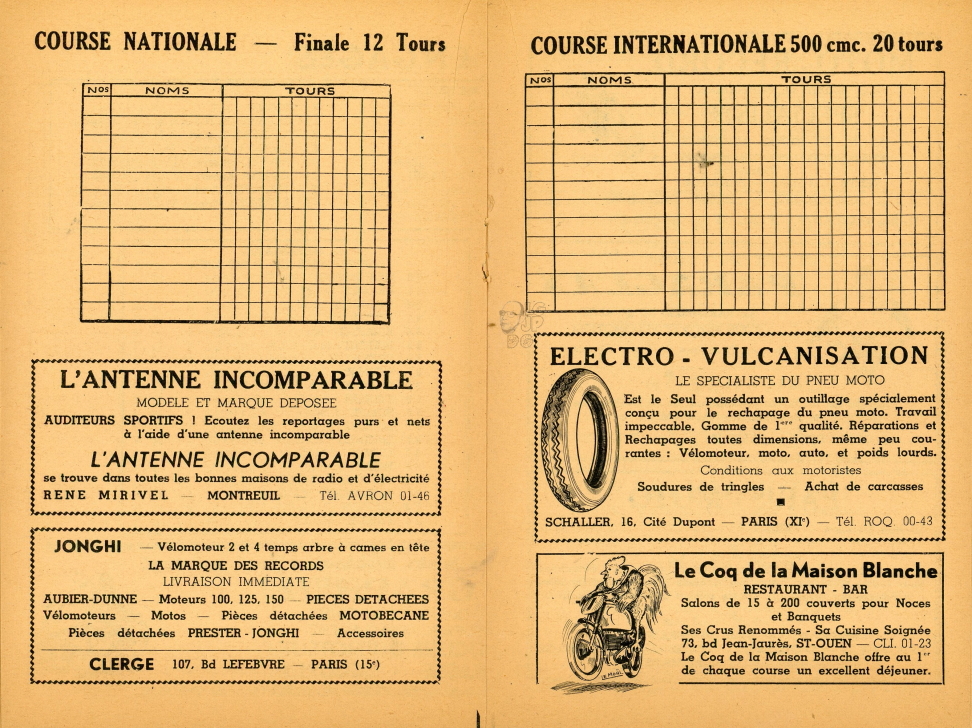 COURSE NATIONALE — Finale 12 Tours
Nos NOMS TOURS
L'ANTENNE INCOMPARABLE
MODELE ET MARQUE DEPOSEE
AUDITEURS SPORTIFS ! Ecoutez les reportages purs et nets
à l'aide d'une antenne incomparable
L'ANTENNE INCOMPARABLE
se trouve dans toutes les bonnes maisons de radio et d'électricité
RENE MIRIVEL — MONTREUIL — Tél. AVRON 01-46
JONGHI — Vélomoteur 2 et 4 temps arbre à cames en tête
LA MARQUE DES RECORDS
LIVRAISON IMMEDIATE
AUBIER-DUNNE — Moteurs 100, 125, 150 — PIECES DETACHEES
Vélomoteurs — Motos — Pièces détachées MOTOBECANE
Pièces détachées PRESTER-JONGHI — Accessoires
CLERGE 107, Bd LEFEBVRE — PARIS (15e)
COURSE INTERNATIONALE 500 cmc. 20 tours
Nos NOMS TOURS
ELECTRO - VULCANISATION
LE SPECIALISTE DU PNEU MOTO
Est le Seul possédant un outillage spécialement
conçu pour le rechapage du pneu moto. Travail
impeccable. Gomme de 1ere qualité. Réparations et
Rechapages toutes dimensions, même peu cou-
rantes : Vélomoteur, moto, auto, et poids lourds.
Conditions aux motoristes
Soudures de tringles — Achat de carcasses
SCHALLER, 16, Cité Dupont — PARIS (XIe) — Tél. ROQ. 00-43
Le Coq de la Maison Blanche
RESTAURANT - BAR
Salons de 15 à 200 couverts pour Noces
et Banquets
Ses Crus Renommés - Sa Cuisine Soignée
73, bd Jean-Jaurès, ST-OUEN — CLI. 01-23
Le Coq de la Maison Blanche offre au 1er
de chaque course un excellent déjeuner.